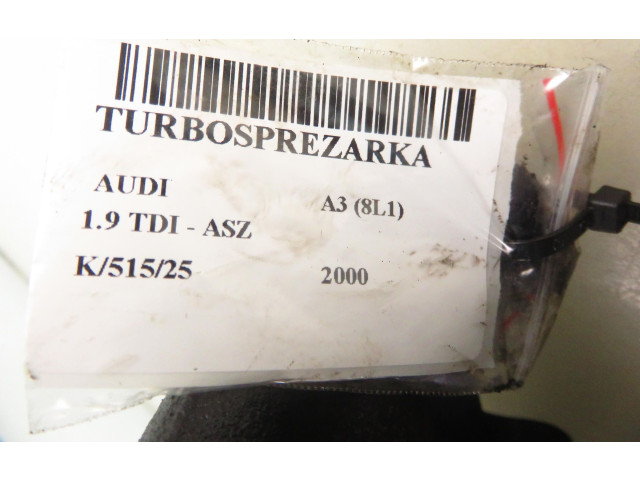 TURBOSPREZARKA
AUDI A3 (8L1)
1.9 TDI - ASZ
K/515/25 2000